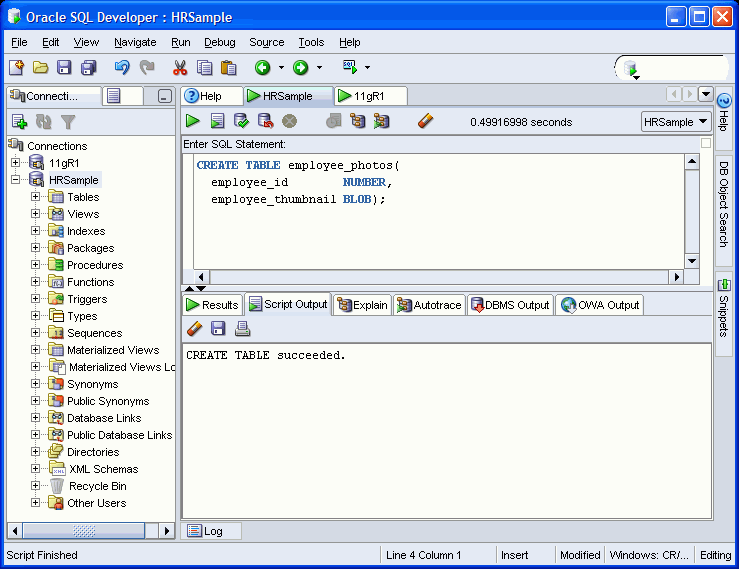 Oracle SQL Developer : HRSample
File Edit View Navigate Run Debug Source Tools Help
SQL
Connecti...
Help HRSample 11gR1
0.49916998 seconds HRSample
Enter SQL Statement:
Connections
11gR1
HRSample
Tables
Views
Indexes
Packages
Procedures
Functions
Triggers
Types
Sequences
Materialized Views
Materialized Views Lo
Synonyms
Public Synonyms
Database Links
Public Database Links
Directories
XML Schemas
Recycle Bin
Other Users
CREATE TABLE employee_photos(
employee_id NUMBER,
employee_thumbnail BLOB);
Results Script Output Explain Autotrace DBMS Output OWA Output
CREATE TABLE succeeded.
Log
Help
DB Object Search
Snippets
Script Finished Line 4 Column 1 Insert Modified Windows: CR/... Editing